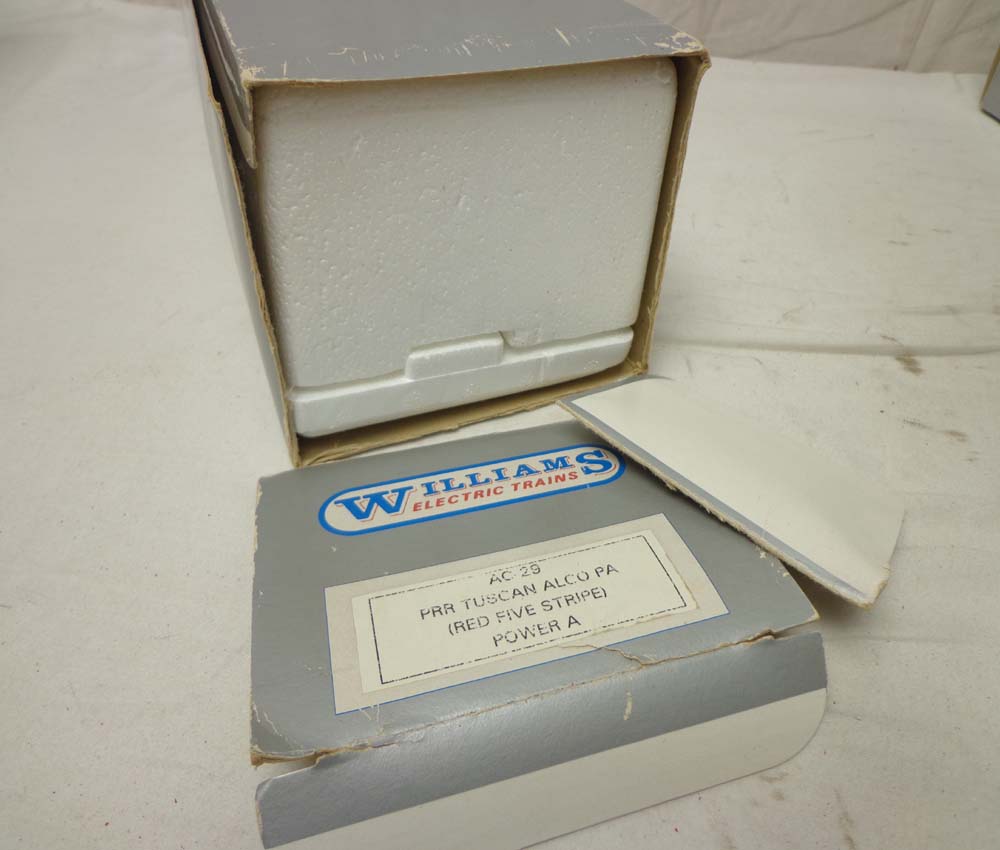 WILLIAMS
ELECTRIC TRAINS
AC-29
PRR TUSCAN ALCO PA
(RED FIVE STRIPE)
POWER A